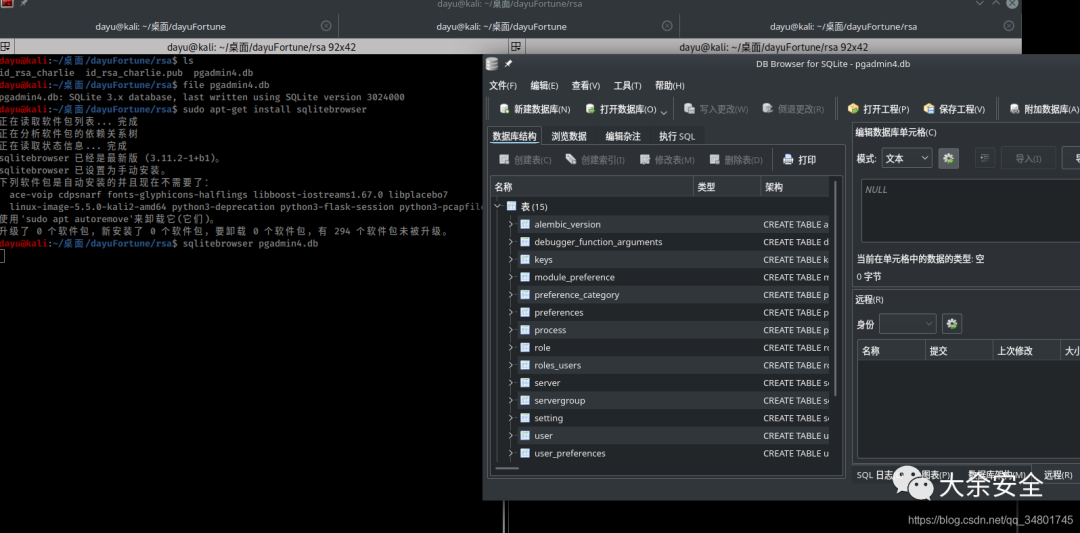 dayu@kali: ~/桌面/dayuFortune/rsa
dayu@kali: ~/桌面/dayuFortune
dayu@kali: ~/桌面/dayuFortune
dayu@kali: ~/桌面/dayuFortune/rsa
dayu@kali: ~/桌面/dayuFortune/rsa 92x42
dayu@kali: ~/桌面/dayuFortune/rsa 92x42
dayu@kali:~/桌面/dayuFortune/rsa$ ls
id_rsa_charlie id_rsa_charlie.pub pgadmin4.db
dayu@kali:~/桌面/dayuFortune/rsa$ file pgadmin4.db
pgadmin4.db: SQLite 3.x database, last written using SQLite version 3024000
dayu@kali:~/桌面/dayuFortune/rsa$ sudo apt-get install sqlitebrowser
正在读取软件包列表... 完成
正在分析软件包的依赖关系树
正在读取状态信息... 完成
sqlitebrowser 已经是最新版 (3.11.2-1+b1)。
sqlitebrowser 已设置为手动安装。
下列软件包是自动安装的并且现在不需要了：
ace-voip cdpsnarf fonts-glyphicons-halflings libboost-iostreams1.67.0 libplacebo7
linux-image-5.5.0-kali2-amd64 python3-deprecation python3-flask-session python3-pcapfile
使用'sudo apt autoremove'来卸载它(它们)。
升级了 0 个软件包，新安装了 0 个软件包，要卸载 0 个软件包，有 294 个软件包未被升级。
dayu@kali:~/桌面/dayuFortune/rsa$ sqlitebrowser pgadmin4.db
DB Browser for SQLite - pgadmin4.db
文件(F) 编辑(E) 查看(V) 工具(T) 帮助(H)
新建数据库(N) 打开数据库(O) 写入更改(W) 倒退更改(R) 打开工程(P) 保存工程(V) 附加数据库(A)
数据库结构 浏览数据 编辑杂注 执行 SQL
创建表(C) 创建索引(I) 修改表(M) 删除表(D) 打印
名称 类型 架构
表 (15)
alembic_version CREATE TABLE a
debugger_function_arguments CREATE TABLE d
keys CREATE TABLE k
module_preference CREATE TABLE m
preference_category CREATE TABLE p
preferences CREATE TABLE p
process CREATE TABLE p
role CREATE TABLE ro
roles_users CREATE TABLE ro
server CREATE TABLE se
servergroup CREATE TABLE se
setting CREATE TABLE se
user CREATE TABLE u
user_preferences CREATE TABLE u
编辑数据库单元格(C)
模式: 文本 导入(I) 导
NULL
当前在单元格中的数据的类型: 空
0 字节
远程(R)
身份
名称 提交 上次修改 大小
SQL 日志 图表(P) 数据库架构(M) 远程(R)
大余安全
https://blog.csdn.net/qq_34801745